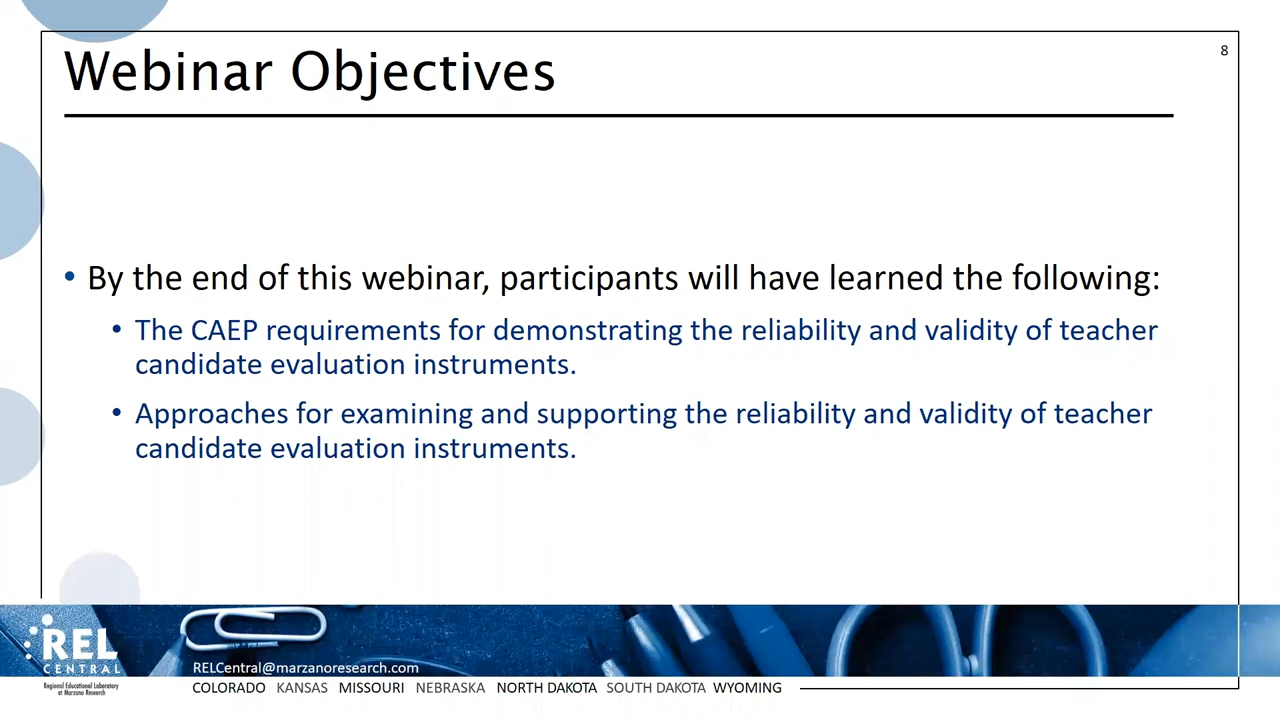 8
Webinar Objectives
• By the end of this webinar, participants will have learned the following:
• The CAEP requirements for demonstrating the reliability and validity of teacher
candidate evaluation instruments.
• Approaches for examining and supporting the reliability and validity of teacher
candidate evaluation instruments.
REL
CENTRAL
Regional Educational Laboratory
at Marzano Research
RELCentral@marzanoresearch.com
COLORADO KANSAS MISSOURI NEBRASKA NORTH DAKOTA SOUTH DAKOTA WYOMING